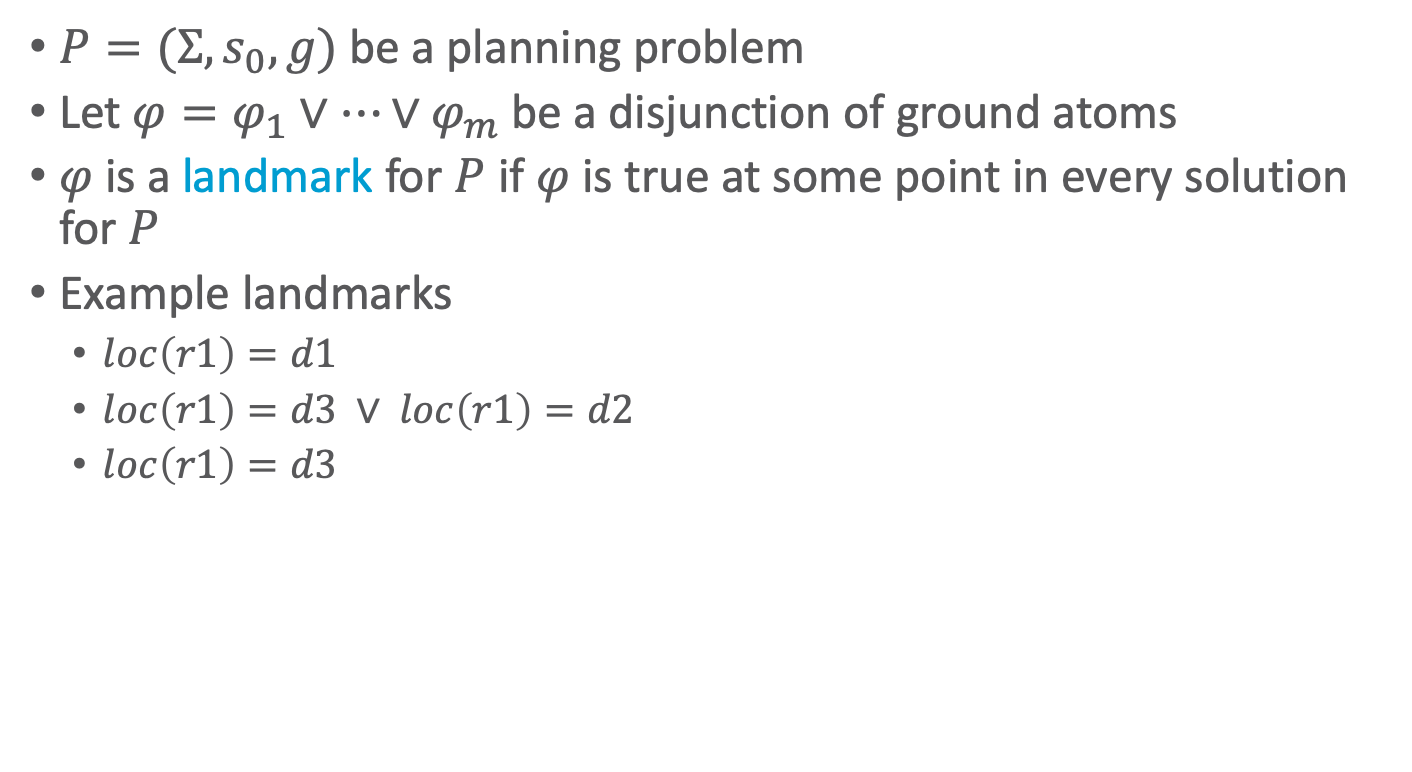 • P = (Σ, s₀, g) be a planning problem
• Let φ = φ₁ ∨ ⋯ ∨ φₘ be a disjunction of ground atoms
• φ is a landmark for P if φ is true at some point in every solution
for P
• Example landmarks
• loc(r1) = d1
• loc(r1) = d3 ∨ loc(r1) = d2
• loc(r1) = d3